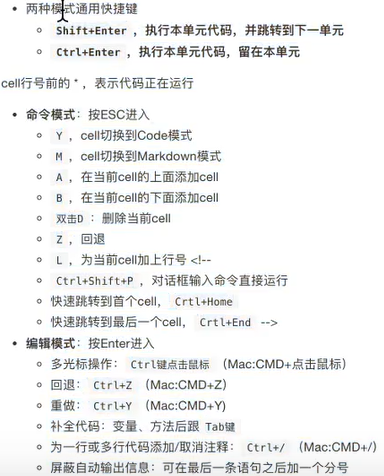 两种模式通用快捷键
Shift+Enter ，执行本单元代码，并跳转到下一单元
Ctrl+Enter ，执行本单元代码，留在本单元
cell行号前的 * ，表示代码正在运行
命令模式：按ESC进入
Y ，cell切换到Code模式
M ，cell切换到Markdown模式
A ，在当前cell的上面添加cell
B ，在当前cell的下面添加cell
双击D ：删除当前cell
Z ，回退
L ，为当前cell加上行号 <!--
Ctrl+Shift+P ，对话框输入命令直接运行
快速跳转到首个cell， Crtl+Home
快速跳转到最后一个cell， Crtl+End -->
编辑模式：按Enter进入
多光标操作： Ctrl键点击鼠标 （Mac:CMD+点击鼠标）
回退： Ctrl+Z （Mac:CMD+Z）
重做： Ctrl+Y （Mac:CMD+Y)
补全代码：变量、方法后跟 Tab键
为一行或多行代码添加/取消注释： Ctrl+/ （Mac:CMD+/）
屏蔽自动输出信息：可在最后一条语句之后加一个分号